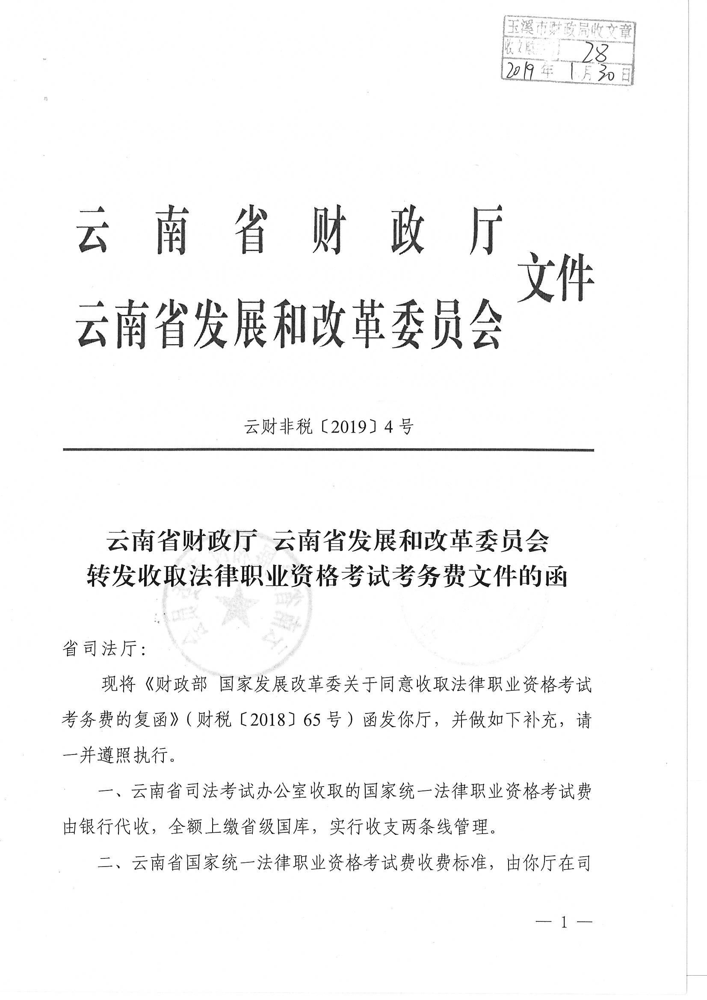 玉溪市财政局收文章
收文 28
2019年1月30日
云南省财政厅
文件
云南省发展和改革委员会
云财非税〔2019〕4号
云南省财政厅 云南省发展和改革委员会
转发收取法律职业资格考试考务费文件的函
省司法厅：
现将《财政部 国家发展改革委关于同意收取法律职业资格考试
考务费的复函》（财税〔2018〕65号）函发你厅，并做如下补充，请
一并遵照执行。
一、云南省司法考试办公室收取的国家统一法律职业资格考试费
由银行代收，全额上缴省级国库，实行收支两条线管理。
二、云南省国家统一法律职业资格考试费收费标准，由你厅在司
— 1 —